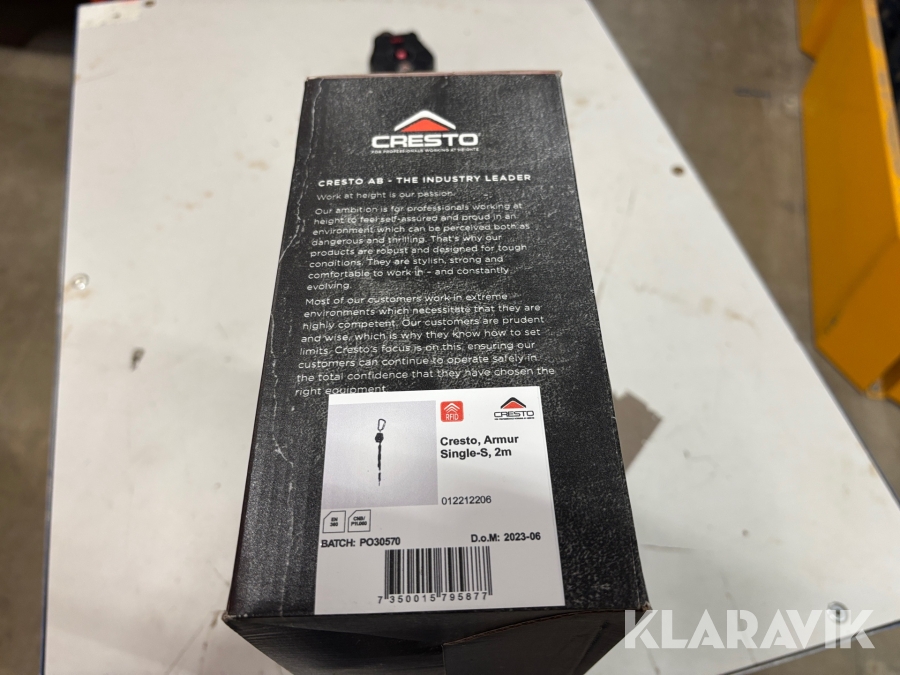 CRESTO
FOR PROFESSIONALS WORKING AT HEIGHTS
CRESTO AB - THE INDUSTRY LEADER
Work at height is our passion.
Our ambition is for professionals working at
height to feel self-assured and proud in an
environment which can be perceived both as
dangerous and thrilling. That's why our
products are robust and designed for tough
conditions. They are stylish, strong and
comfortable to work in – and constantly
evolving.
Most of our customers work in extreme
environments which necessitate that they are
highly competent. Our customers are prudent
and wise, which is why they know how to set
limits. Cresto's focus is on this, ensuring our
customers can continue to operate safely in
the total confidence that they have chosen the
right equipment.
RFID
CRESTO
Cresto, Armur
Single-S, 2m
012212206
EN
360
CNB/
P11.060
BATCH: PO30570
D.o.M: 2023-06
7 350015 795877
KLARAVIK